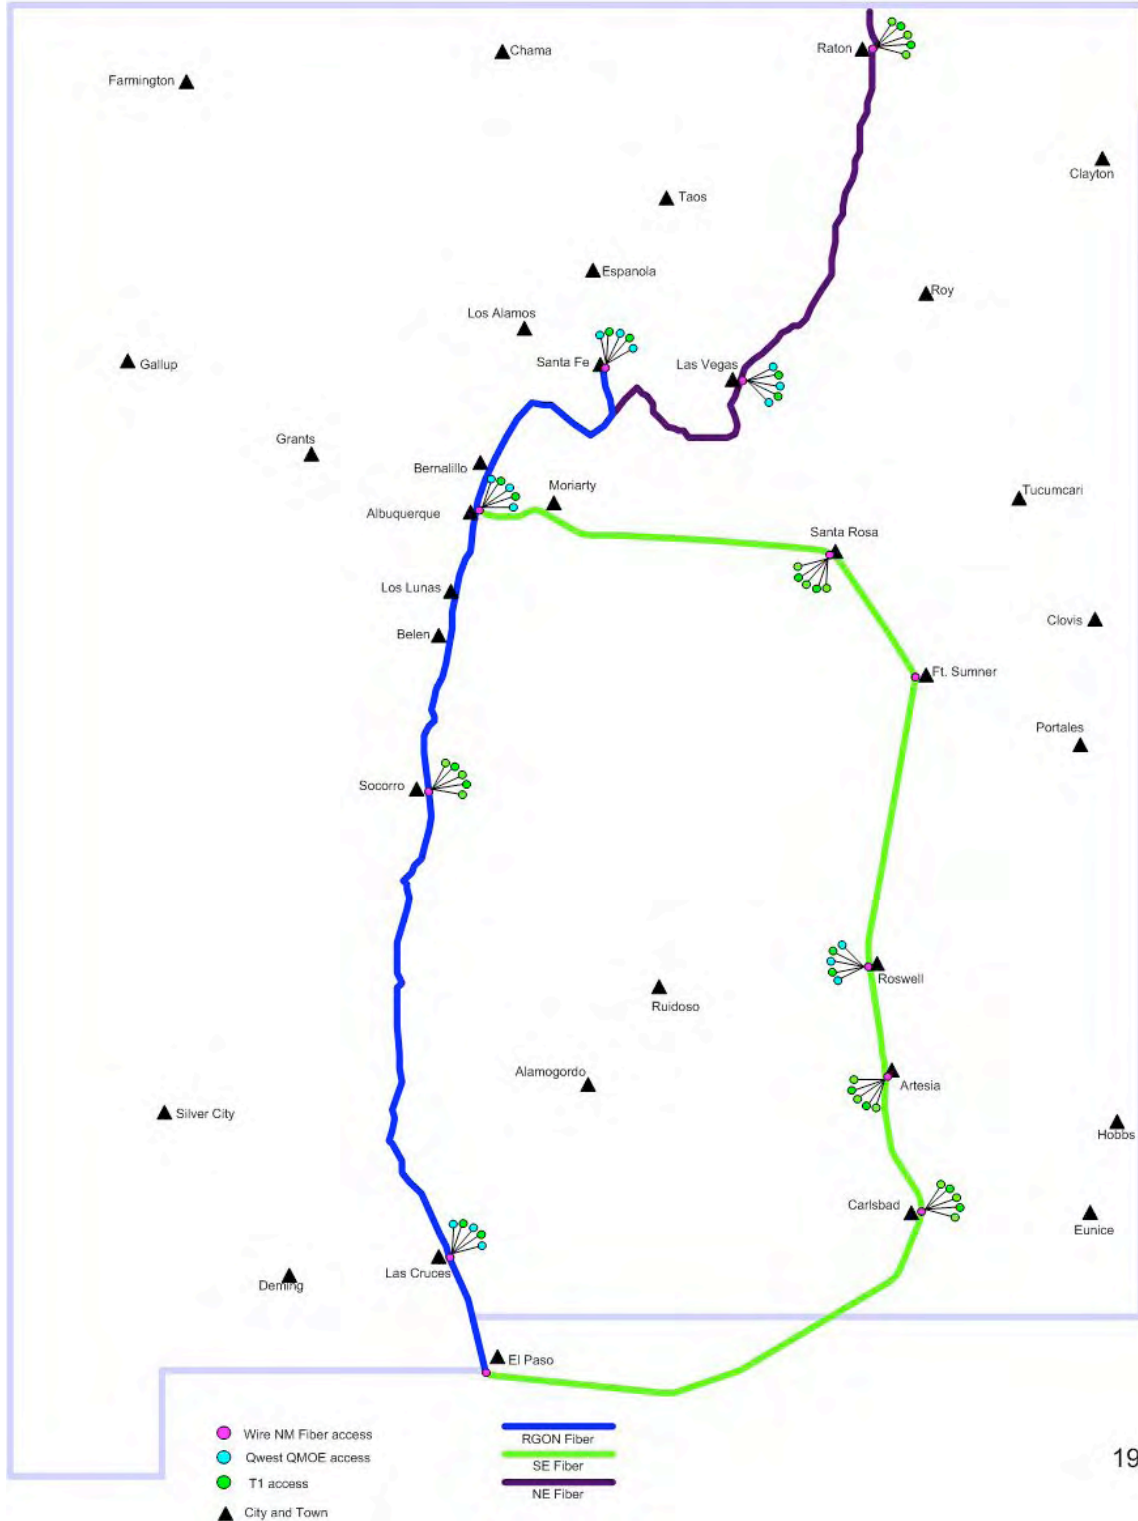 Raton
Chama
Farmington
Clayton
Taos
Espanola
Roy
Los Alamos
Santa Fe
Las Vegas
Gallup
Grants
Bernalillo
Moriarty
Tucumcari
Albuquerque
Santa Rosa
Los Lunas
Clovis
Belen
Ft. Sumner
Portales
Socorro
Roswell
Ruidoso
Alamogordo
Artesia
Silver City
Hobbs
Carlsbad
Eunice
Las Cruces
Deming
El Paso
Wire NM Fiber access
Qwest QMOE access
T1 access
City and Town
RGON Fiber
SE Fiber
NE Fiber
19